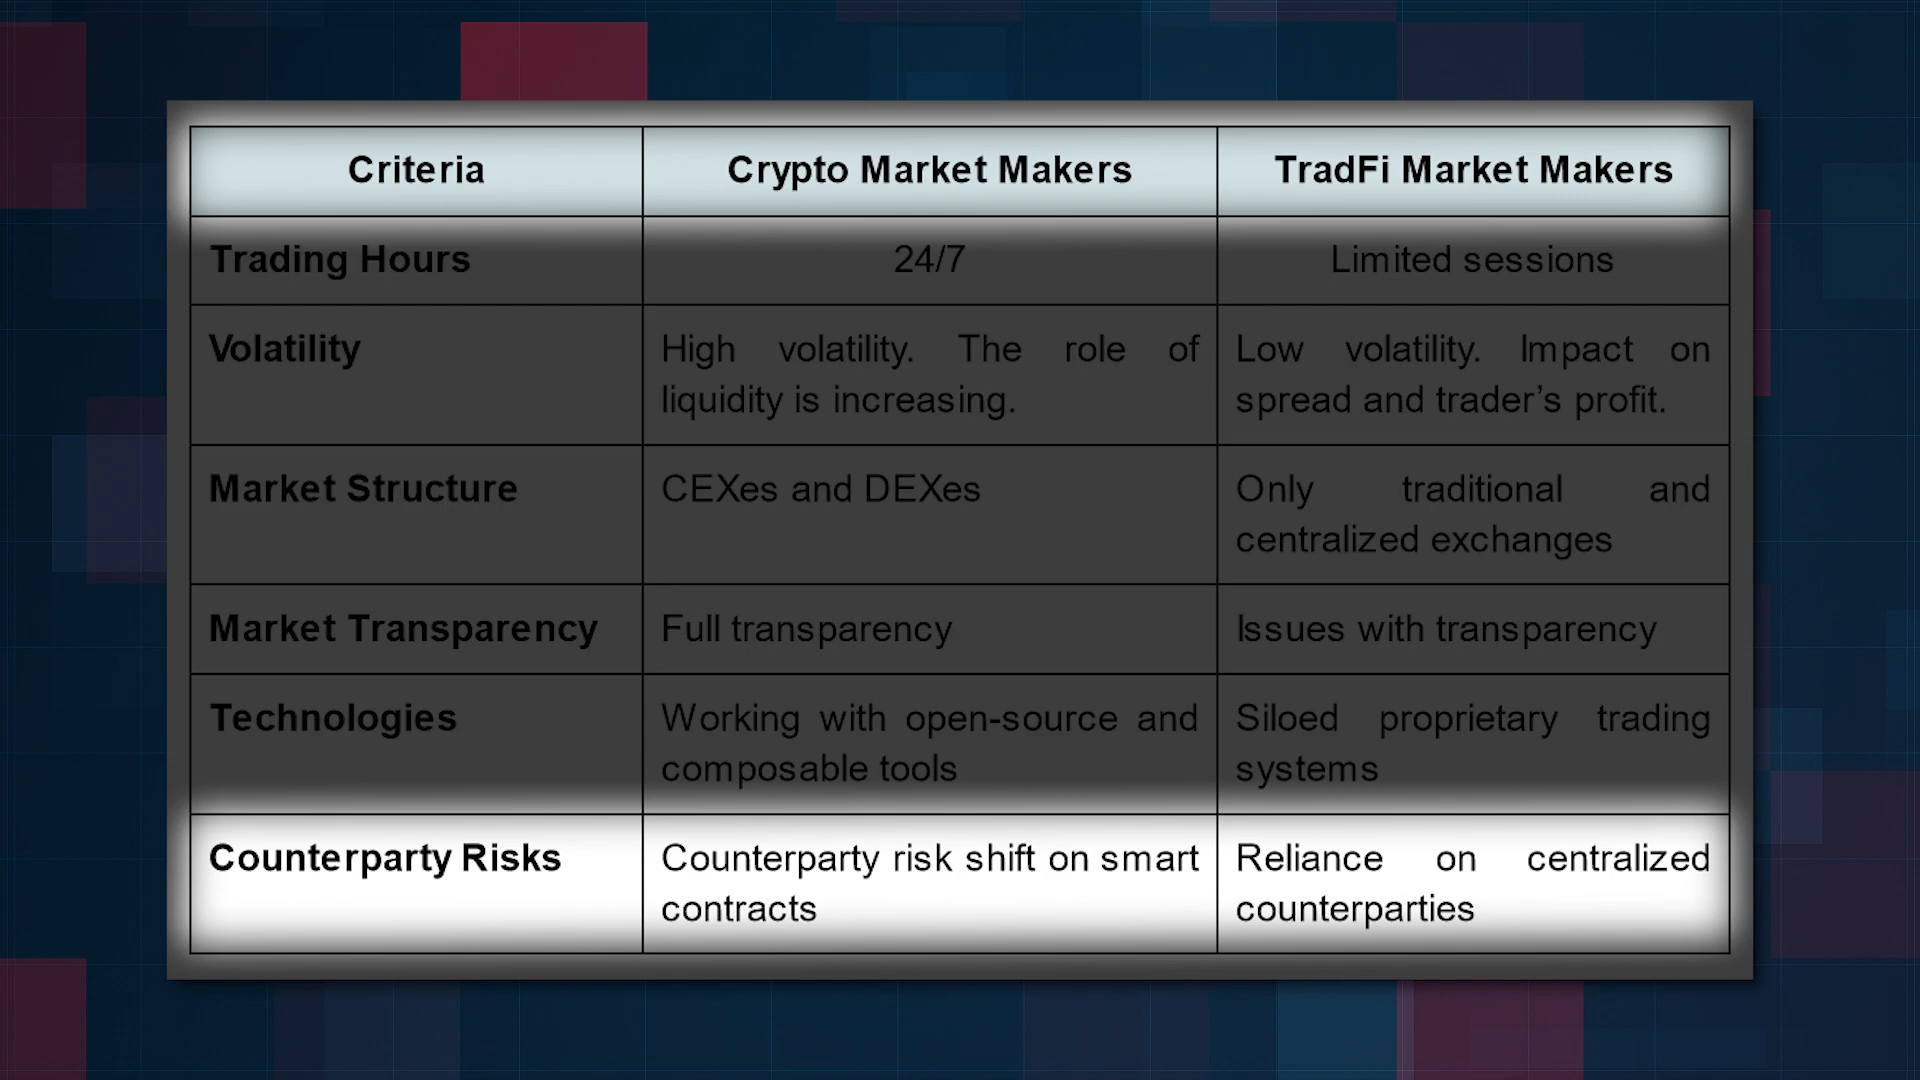 Criteria
Crypto Market Makers
TradFi Market Makers
Trading Hours
24/7
Limited sessions
Volatility
High volatility. The role of
liquidity is increasing.
Low volatility. Impact on
spread and trader’s profit.
Market Structure
CEXes and DEXes
Only traditional and
centralized exchanges
Market Transparency
Full transparency
Issues with transparency
Technologies
Working with open-source and
composable tools
Siloed proprietary trading
systems
Counterparty Risks
Counterparty risk shift on smart
contracts
Reliance on centralized
counterparties